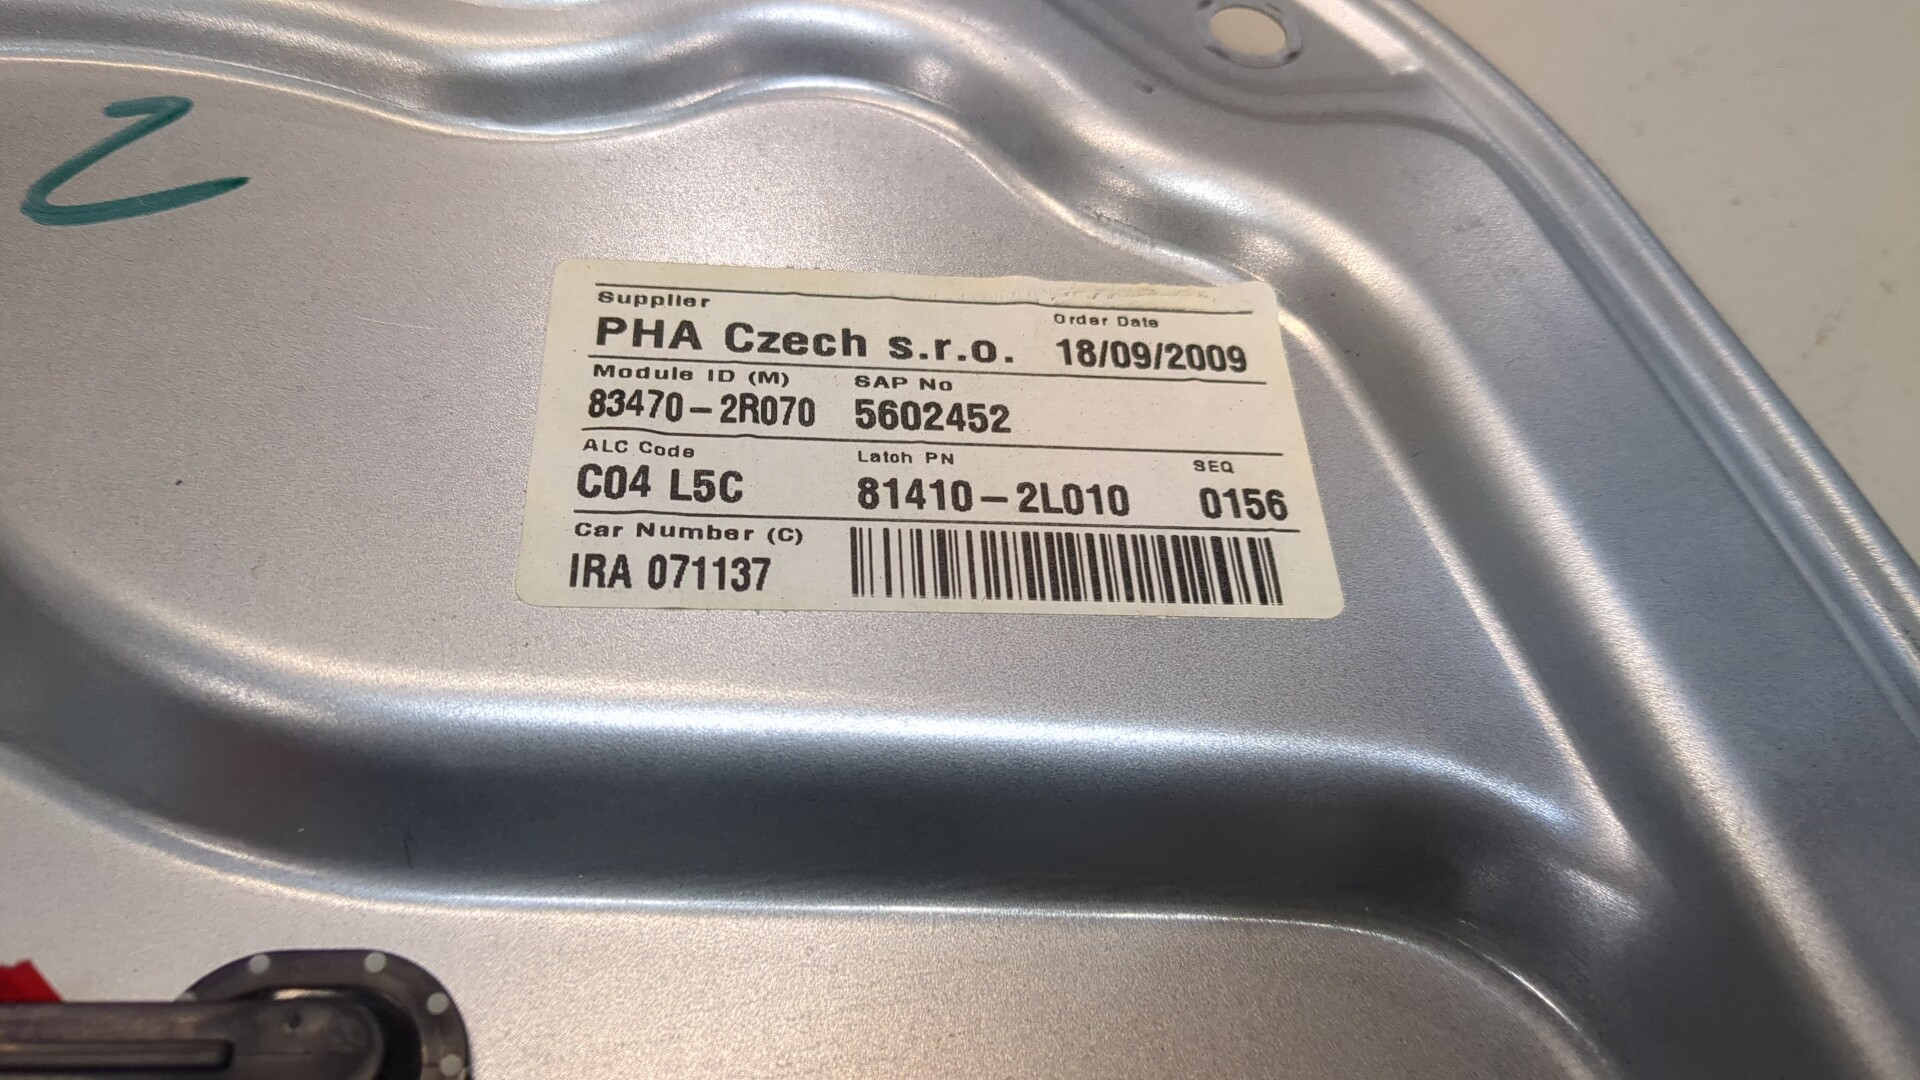 2
Supplier
Order Date
PHA Czech s.r.o. 18/09/2009
Module ID (M) SAP No
83470-2R070 5602452
ALC Code Latch PN SEQ
C04 L5C 81410-2L010 0156
Car Number (C)
IRA 071137